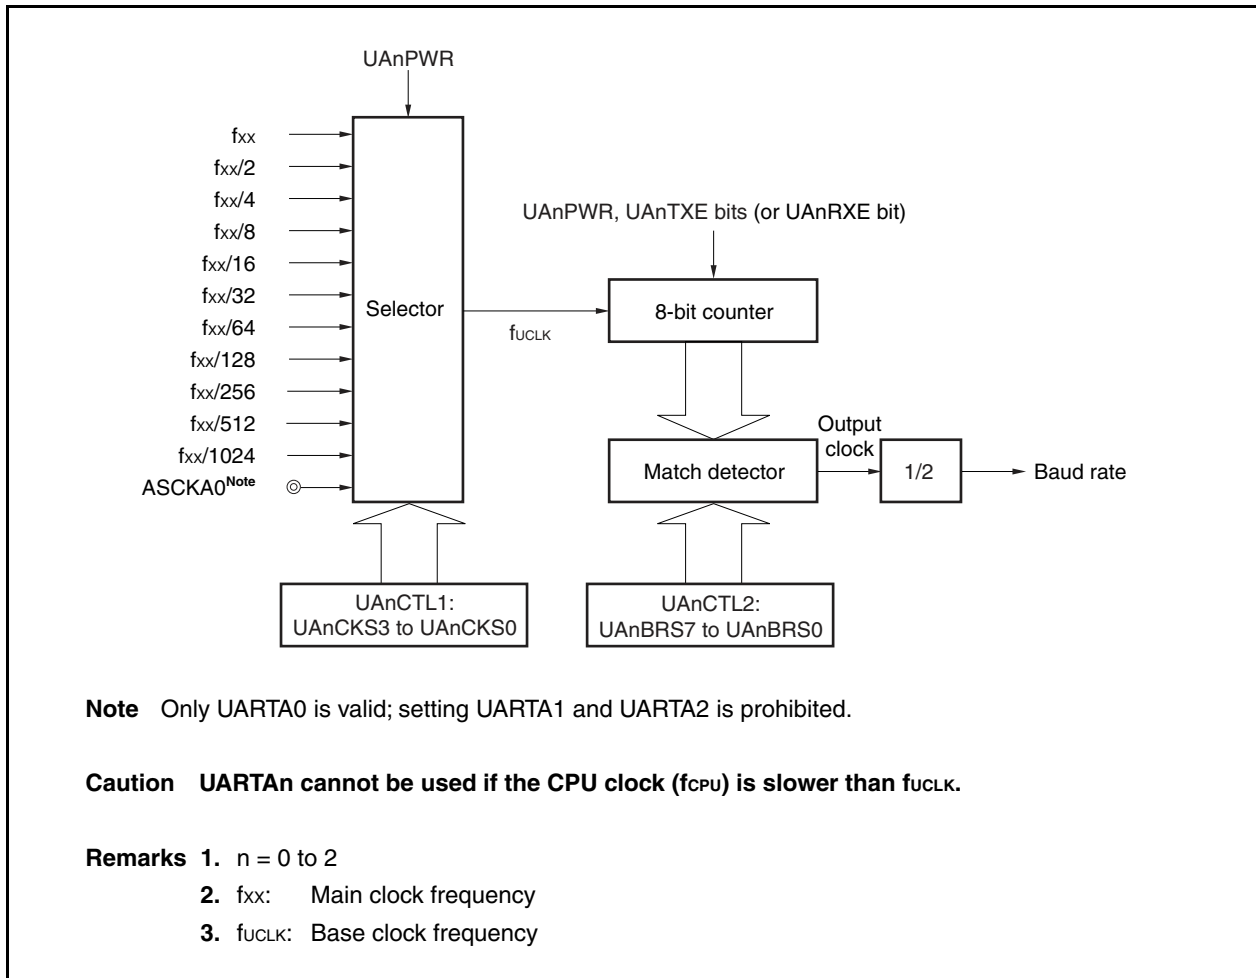 UAnPWR
fxx
fxx/2
fxx/4
fxx/8
fxx/16
fxx/32
fxx/64
fxx/128
fxx/256
fxx/512
fxx/1024
ASCKA0Note
Selector
fUCLK
UAnPWR, UAnTXE bits (or UAnRXE bit)
8-bit counter
Match detector
Output
clock
1/2
Baud rate
UAnCTL1:
UAnCKS3 to UAnCKS0
UAnCTL2:
UAnBRS7 to UAnBRS0
Note Only UARTA0 is valid; setting UARTA1 and UARTA2 is prohibited.
Caution UARTAn cannot be used if the CPU clock (fCPU) is slower than fUCLK.
Remarks 1. n = 0 to 2
2. fxx: Main clock frequency
3. fUCLK: Base clock frequency